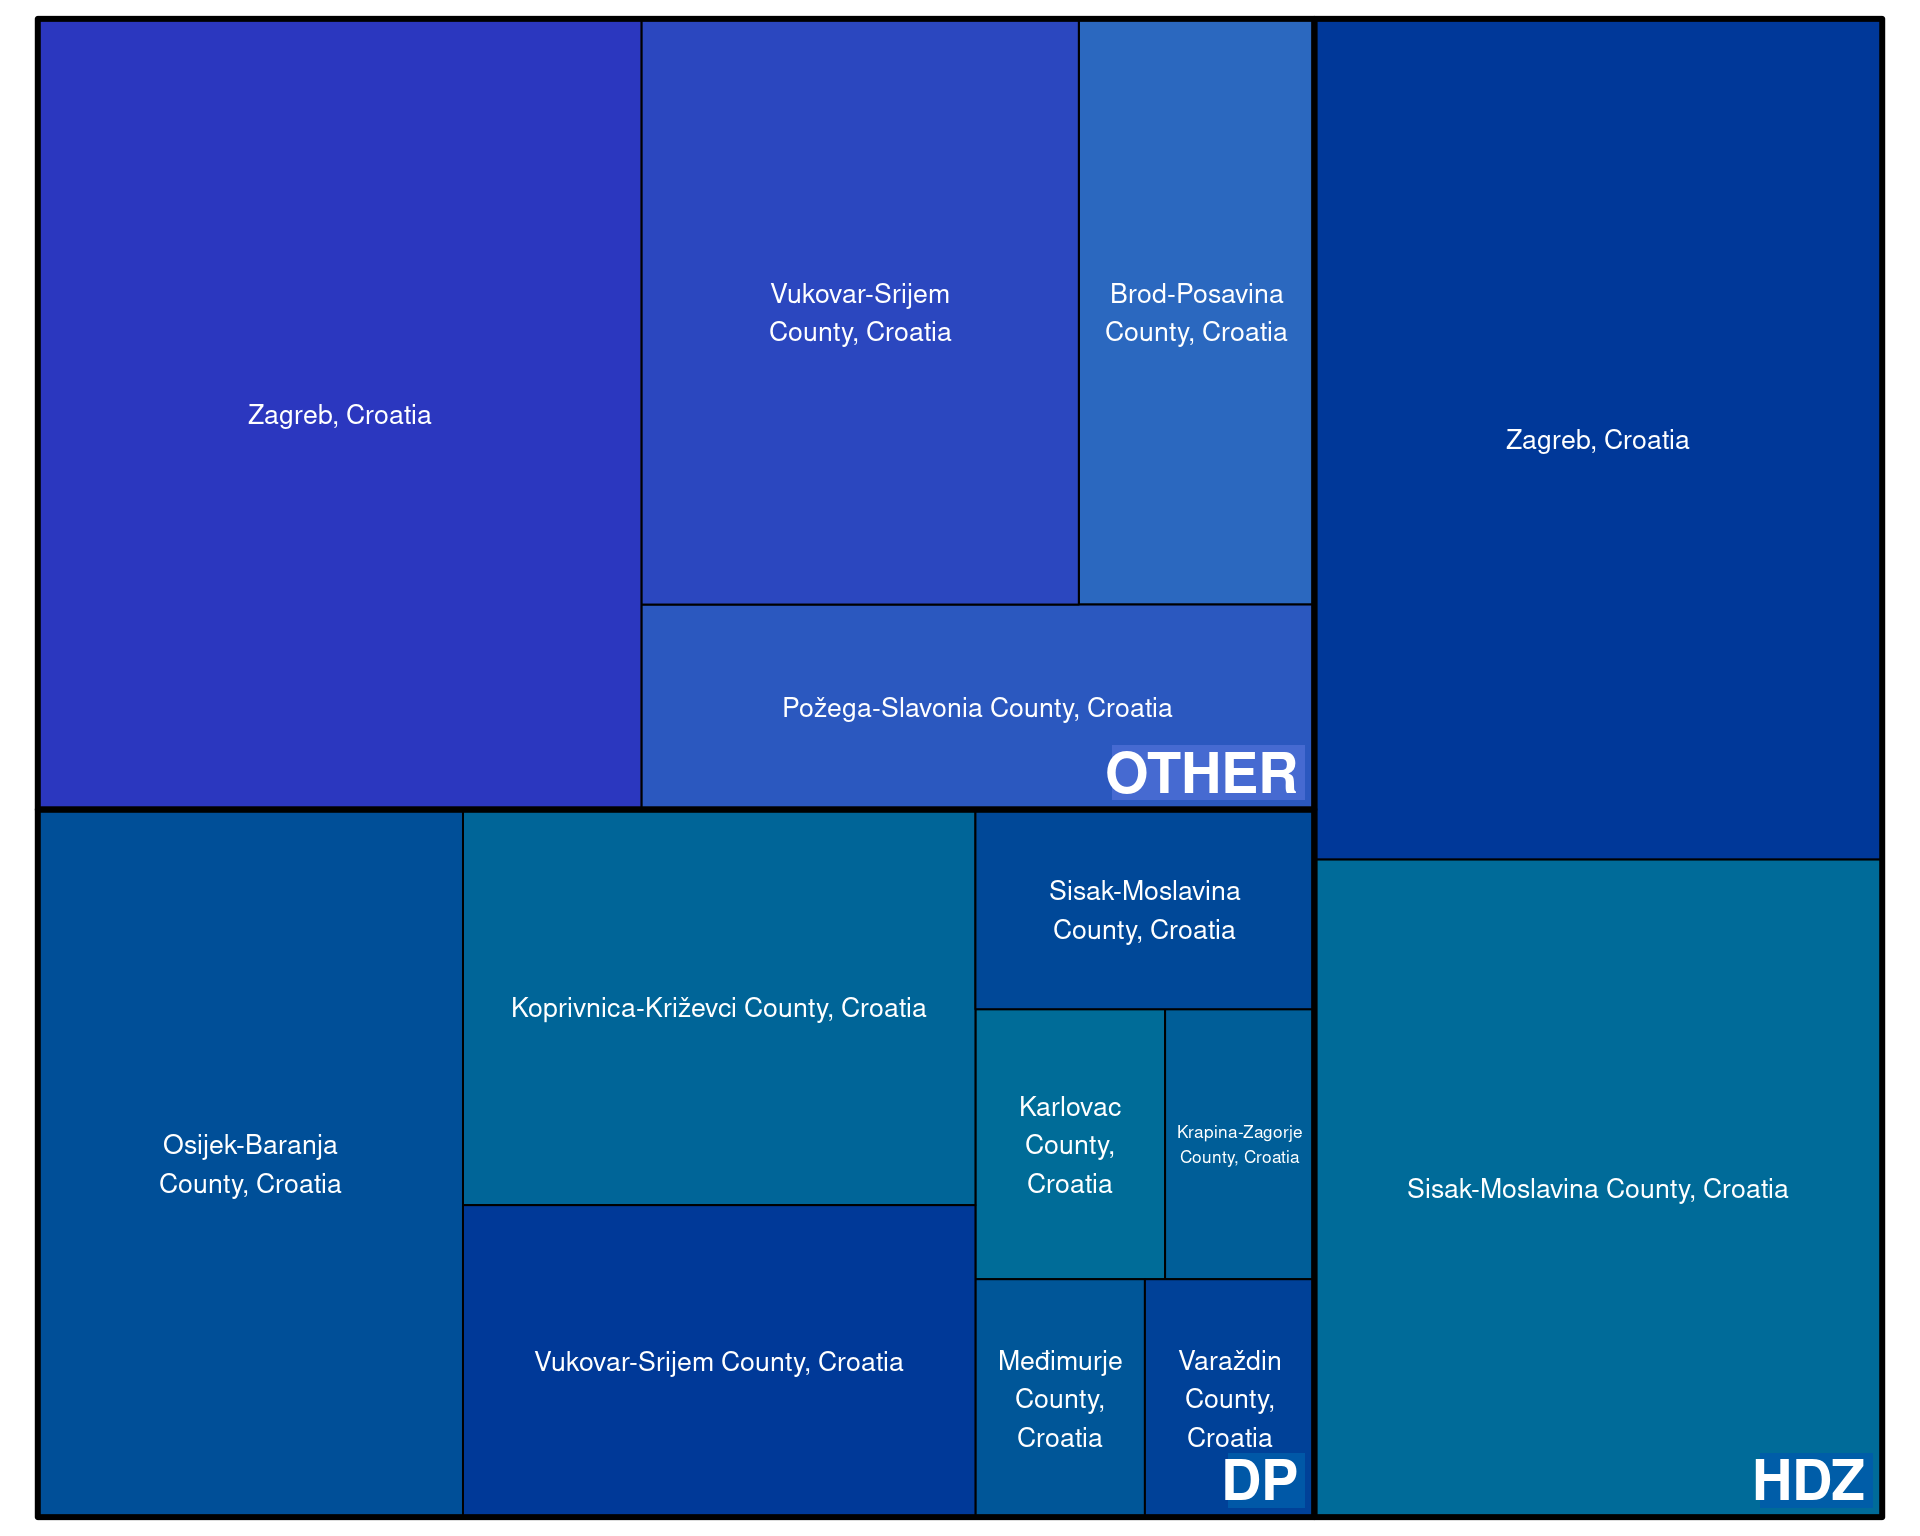 Zagreb, Croatia
Vukovar-Srijem
County, Croatia
Brod-Posavina
County, Croatia
Požega-Slavonia County, Croatia
OTHER
Zagreb, Croatia
Sisak-Moslavina County, Croatia
HDZ
Osijek-Baranja
County, Croatia
Koprivnica-Križevci County, Croatia
Vukovar-Srijem County, Croatia
Sisak-Moslavina
County, Croatia
Karlovac
County,
Croatia
Krapina-Zagorje
County, Croatia
Međimurje
County,
Croatia
Varaždin
County,
Croatia
DP